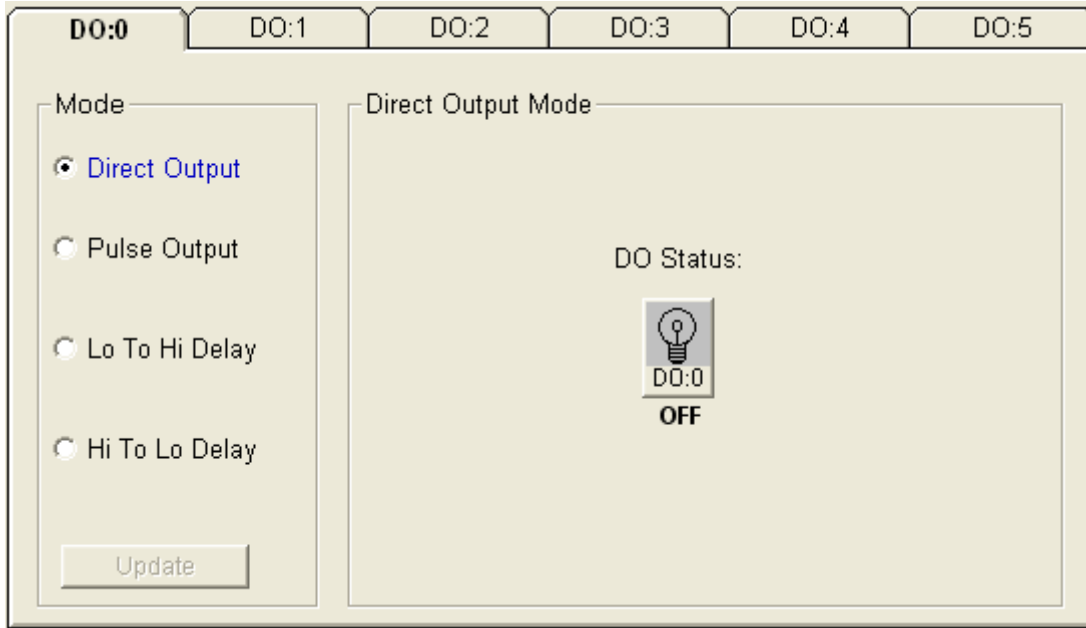 DO:0 DO:1 DO:2 DO:3 DO:4 DO:5
Mode
Direct Output
Pulse Output
Lo To Hi Delay
Hi To Lo Delay
Update
Direct Output Mode
DO Status:
DO:0
OFF